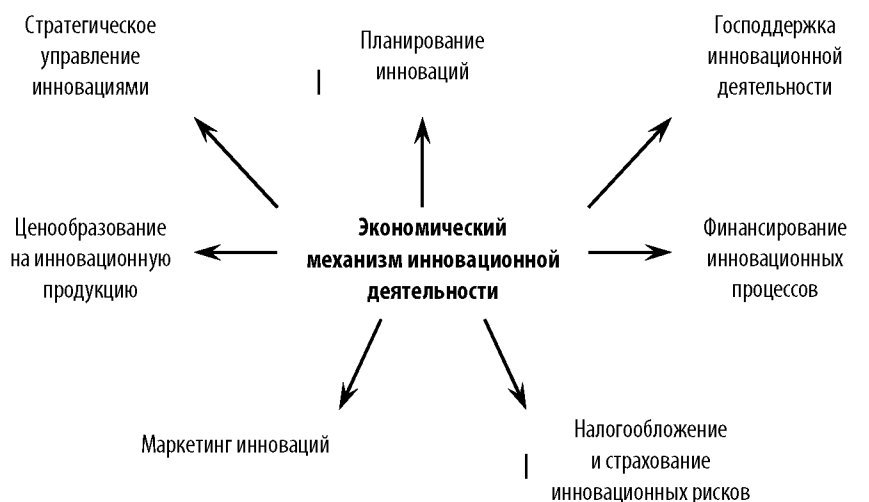 Стратегическое
управление
инновациями
Планирование
инноваций
Господдержка
инновационной
деятельности
Ценообразование
на инновационную
продукцию
Экономический
механизм инновационной
деятельности
Финансирование
инновационных
процессов
Маркетинг инноваций
Налогообложение
и страхование
инновационных рисков